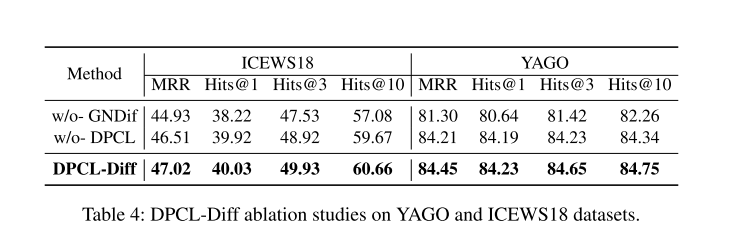 Method ICEWS18 YAGO
MRR Hits@1 Hits@3 Hits@10 MRR Hits@1 Hits@3 Hits@10
w/o- GNDif 44.93 38.22 47.53 57.08 81.30 80.64 81.42 82.26
w/o- DPCL 46.51 39.92 48.92 59.67 84.21 84.19 84.23 84.34
DPCL-Diff 47.02 40.03 49.93 60.66 84.45 84.23 84.65 84.75
Table 4: DPCL-Diff ablation studies on YAGO and ICEWS18 datasets.